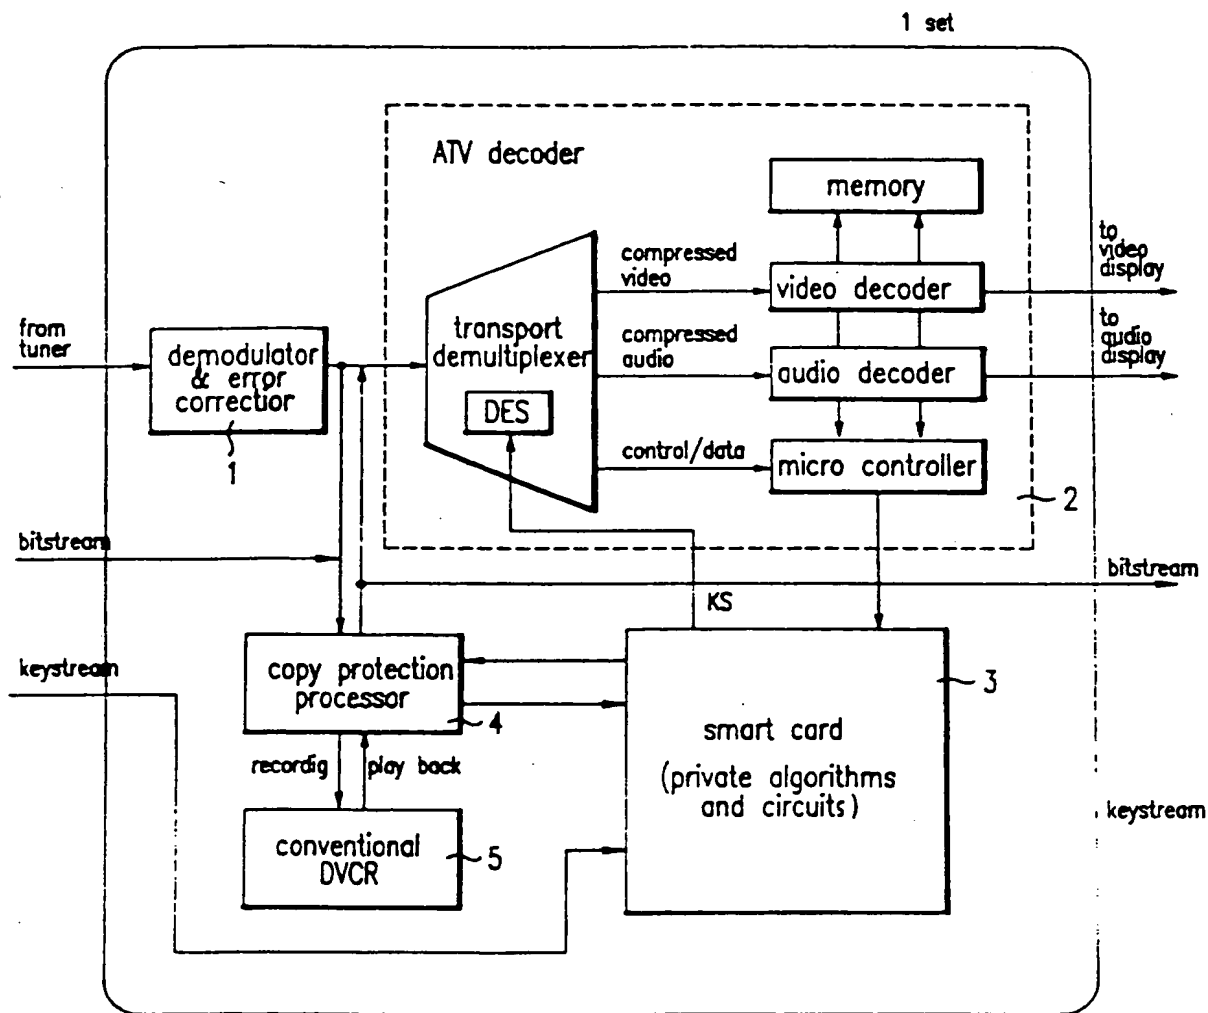 1 set
ATV decoder
memory
compressed
video
video decoder
to
video
display
from
tuner
demodulator
& error
correctior
1
transport
demultiplexer
DES
compressed
audio
audio decoder
to
audio
display
control/data
micro controller
2
bitstream
bitstream
KS
keystream
copy protection
processor
4
3
smart card
(private algorithms
and circuits)
recordig
play back
conventional
DVCR
5
keystream